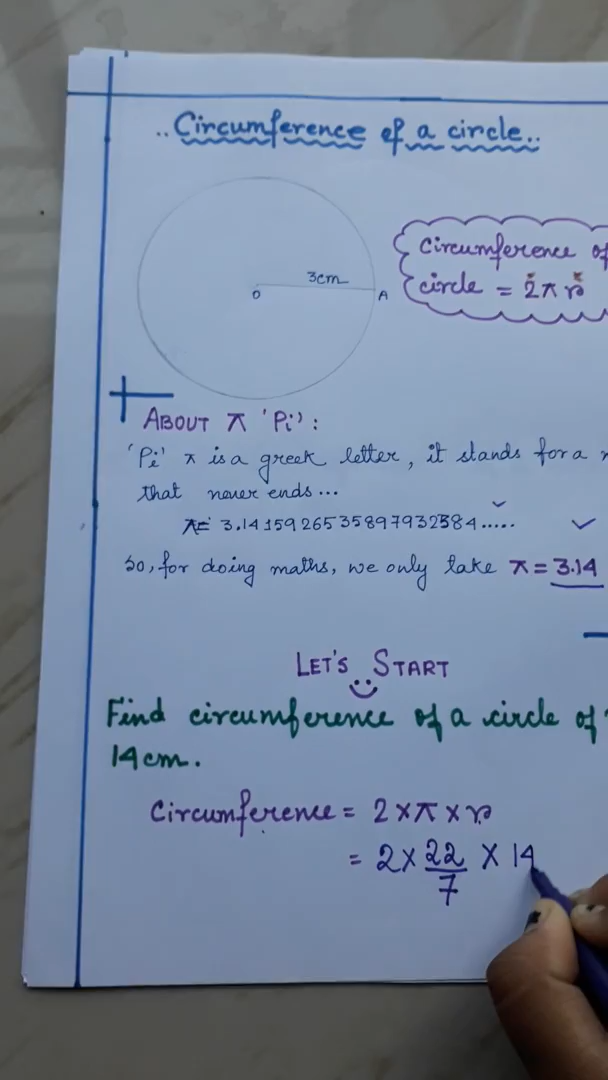 ..Circumference of a circle..
3cm
O
A
Circumference of
circle = 2πr
ABOUT π 'Pi':
'Pi' π is a greek letter, it stands for a
that never ends...
π= 3.1415926535897932384.....
So, for doing maths, we only take π = 3.14
LET'S START
Find circumference of a circle of
14cm.
Circumference = 2×π×r
= 2×22/7 × 14